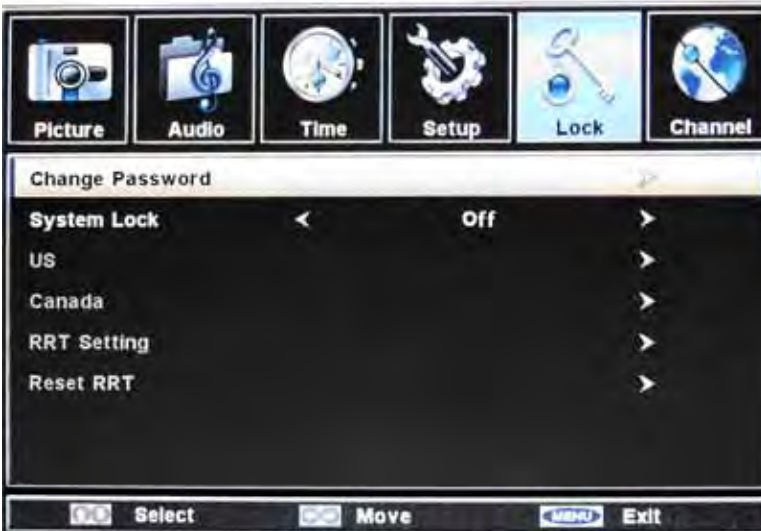 Picture Audio Time Setup Lock Channel
Change Password
System Lock Off
US
Canada
RRT Setting
Reset RRT
Select Move MENU Exit